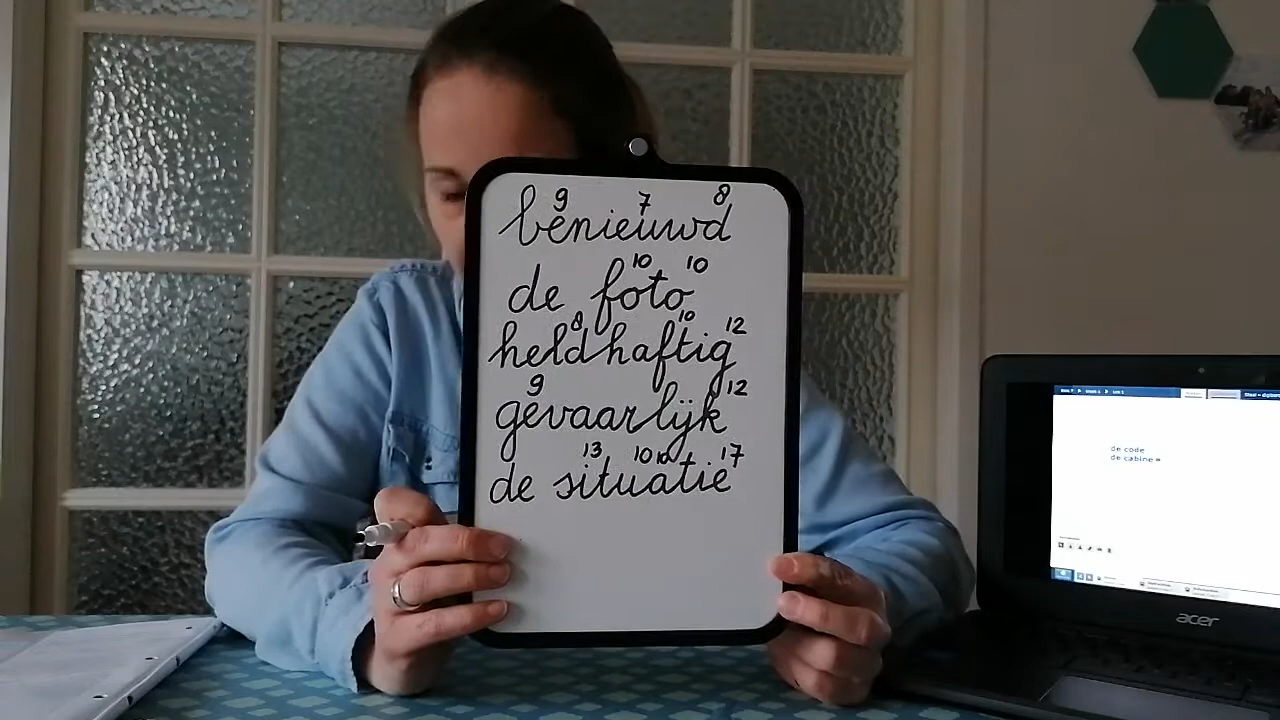 9 7 8
benieuwd
10 10
de foto
8 10 12
heldhaftig
9 12
gevaarlijk
13 10 10 17
de situatie
de code
de cabine
acer